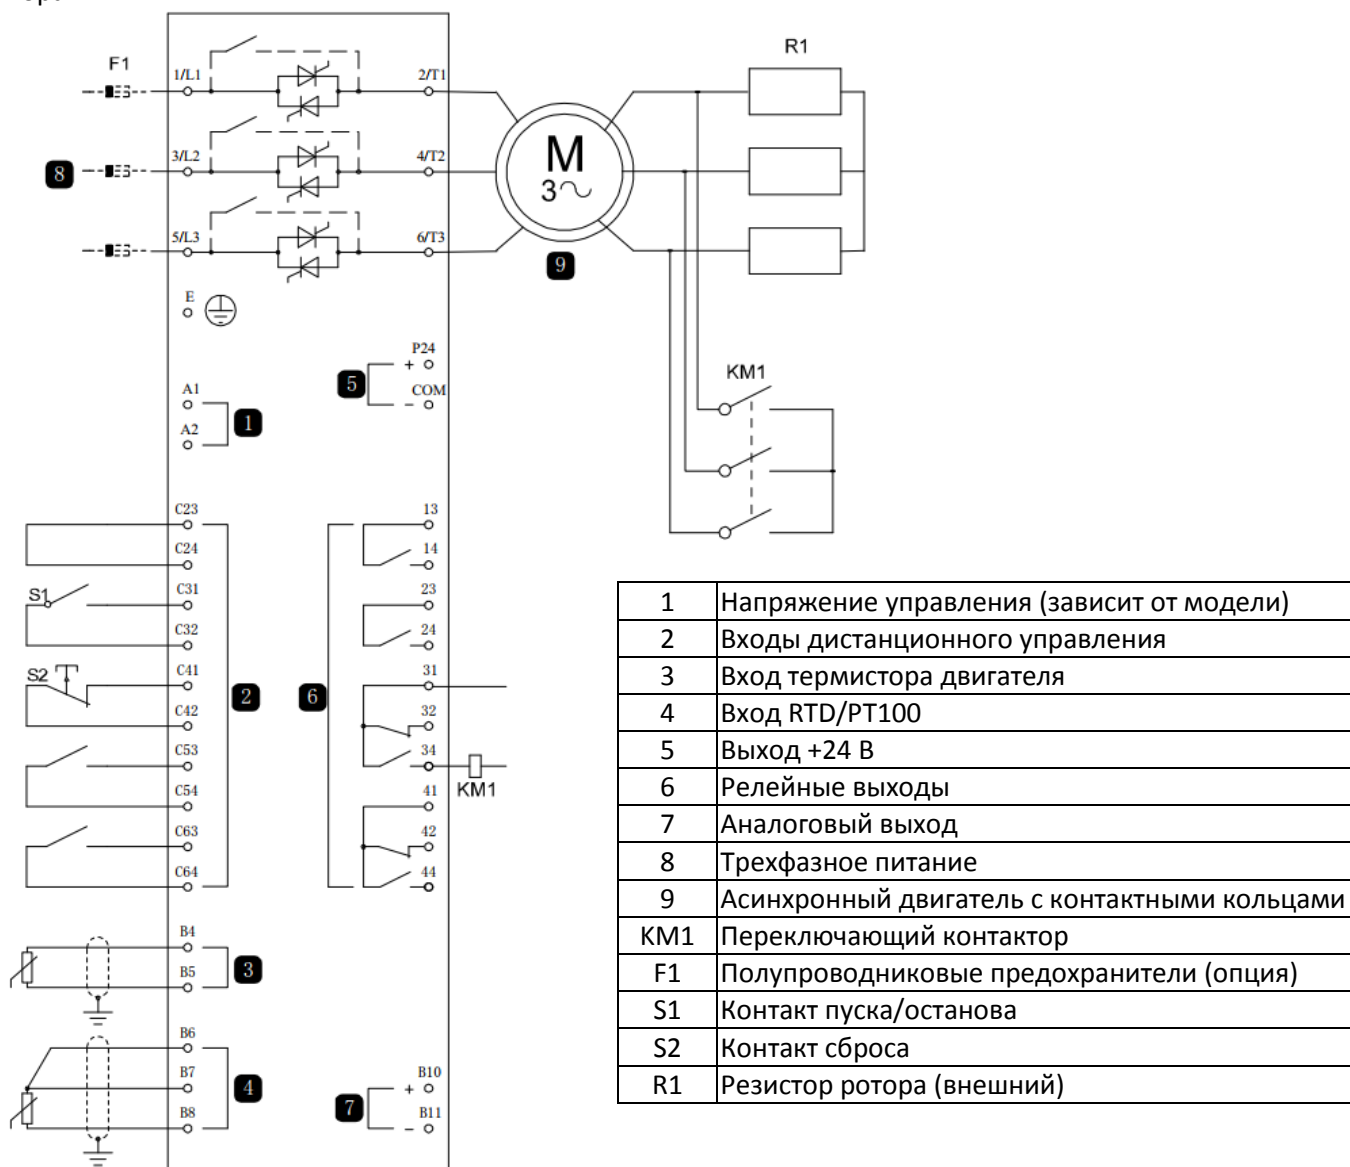 F1
1/L1
2/T1
R1
3/L2
4/T2
M
3
8
5/L3
6/T3
9
E
P24
+
5
COM
−
KM1
A1
1
A2
C23
13
C24
14
S1
C31
23
C32
24
S2
C41
31
2
6
C42
32
C53
34
KM1
C54
41
C63
42
C64
44
B4
3
B5
B6
B7
4
B8
B10
+
7
B11
−
1 Напряжение управления (зависит от модели)
2 Входы дистанционного управления
3 Вход термистора двигателя
4 Вход RTD/PT100
5 Выход +24 В
6 Релейные выходы
7 Аналоговый выход
8 Трехфазное питание
9 Асинхронный двигатель с контактными кольцами
KM1 Переключающий контактор
F1 Полупроводниковые предохранители (опция)
S1 Контакт пуска/останова
S2 Контакт сброса
R1 Резистор ротора (внешний)